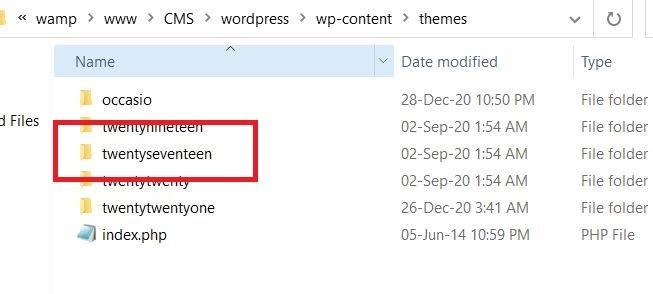 « wamp > www > CMS > wordpress > wp-content > themes
Name Date modified Type
occasio 28-Dec-20 10:50 PM File folder
d Files
twentynineteen 02-Sep-20 1:54 AM File folder
twentyseventeen 02-Sep-20 1:54 AM File folder
twentytwenty 02-Sep-20 1:54 AM File folder
twentytwentyone 26-Dec-20 3:41 AM File folder
index.php 05-Jun-14 10:59 PM PHP File